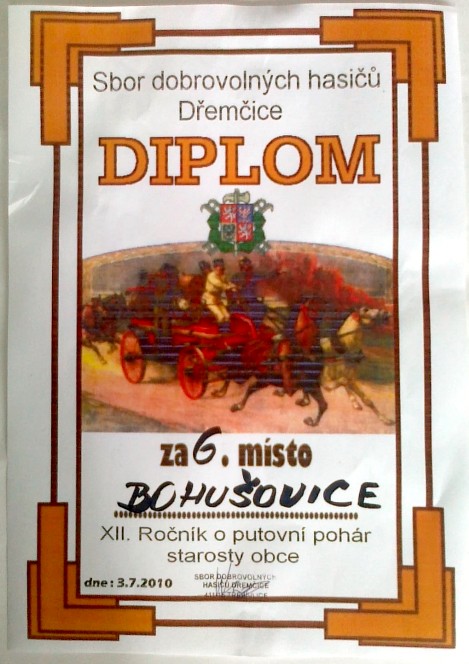 Sbor dobrovolných hasičů
Dřemčice
DIPLOM
za 6. místo
BOHUŠOVICE
XII. Ročník o putovní pohár
starosty obce
dne: 3.7.2010
SBOR DOBROVOLNÝCH
HASIČŮ DŘEMČICE